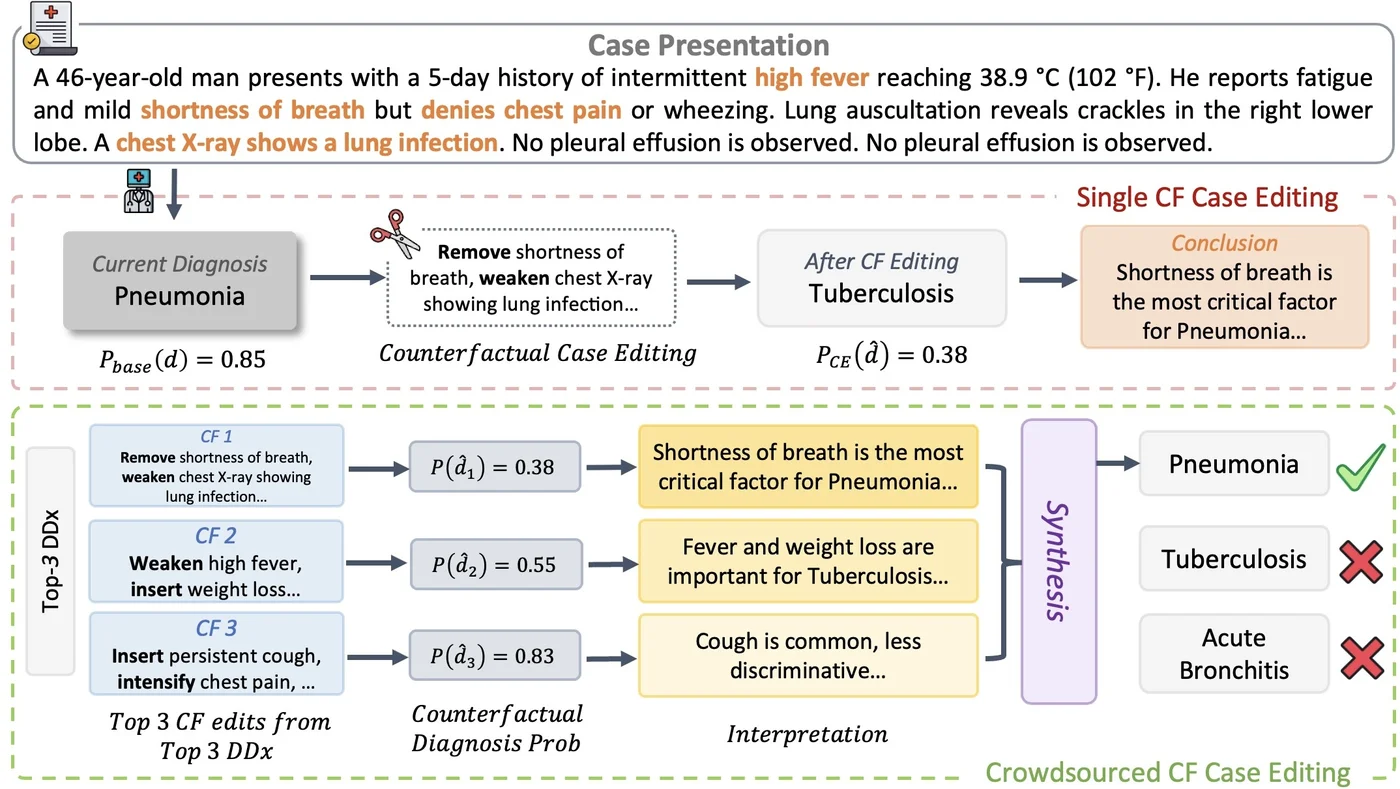 Case Presentation
A 46-year-old man presents with a 5-day history of intermittent high fever reaching 38.9 °C (102 °F). He reports fatigue
and mild shortness of breath but denies chest pain or wheezing. Lung auscultation reveals crackles in the right lower
lobe. A chest X-ray shows a lung infection. No pleural effusion is observed. No pleural effusion is observed.
Single CF Case Editing
Current Diagnosis
Pneumonia
P_base(d) = 0.85
Remove shortness of
breath, weaken chest X-ray
showing lung infection...
Counterfactual Case Editing
After CF Editing
Tuberculosis
P_CE(d̂) = 0.38
Conclusion
Shortness of breath is
the most critical factor
for Pneumonia...
Top-3 DDx
CF 1
Remove shortness of breath,
weaken chest X-ray showing
lung infection...
P(d̂₁) = 0.38
Shortness of breath is the most
critical factor for Pneumonia...
CF 2
Weaken high fever,
insert weight loss...
P(d̂₂) = 0.55
Fever and weight loss are
important for Tuberculosis...
CF 3
Insert persistent cough,
intensify chest pain, ...
P(d̂₃) = 0.83
Cough is common, less
discriminative...
Top 3 CF edits from
Top 3 DDx
Counterfactual
Diagnosis Prob
Interpretation
Synthesis
Pneumonia
Tuberculosis
Acute
Bronchitis
Crowdsourced CF Case Editing